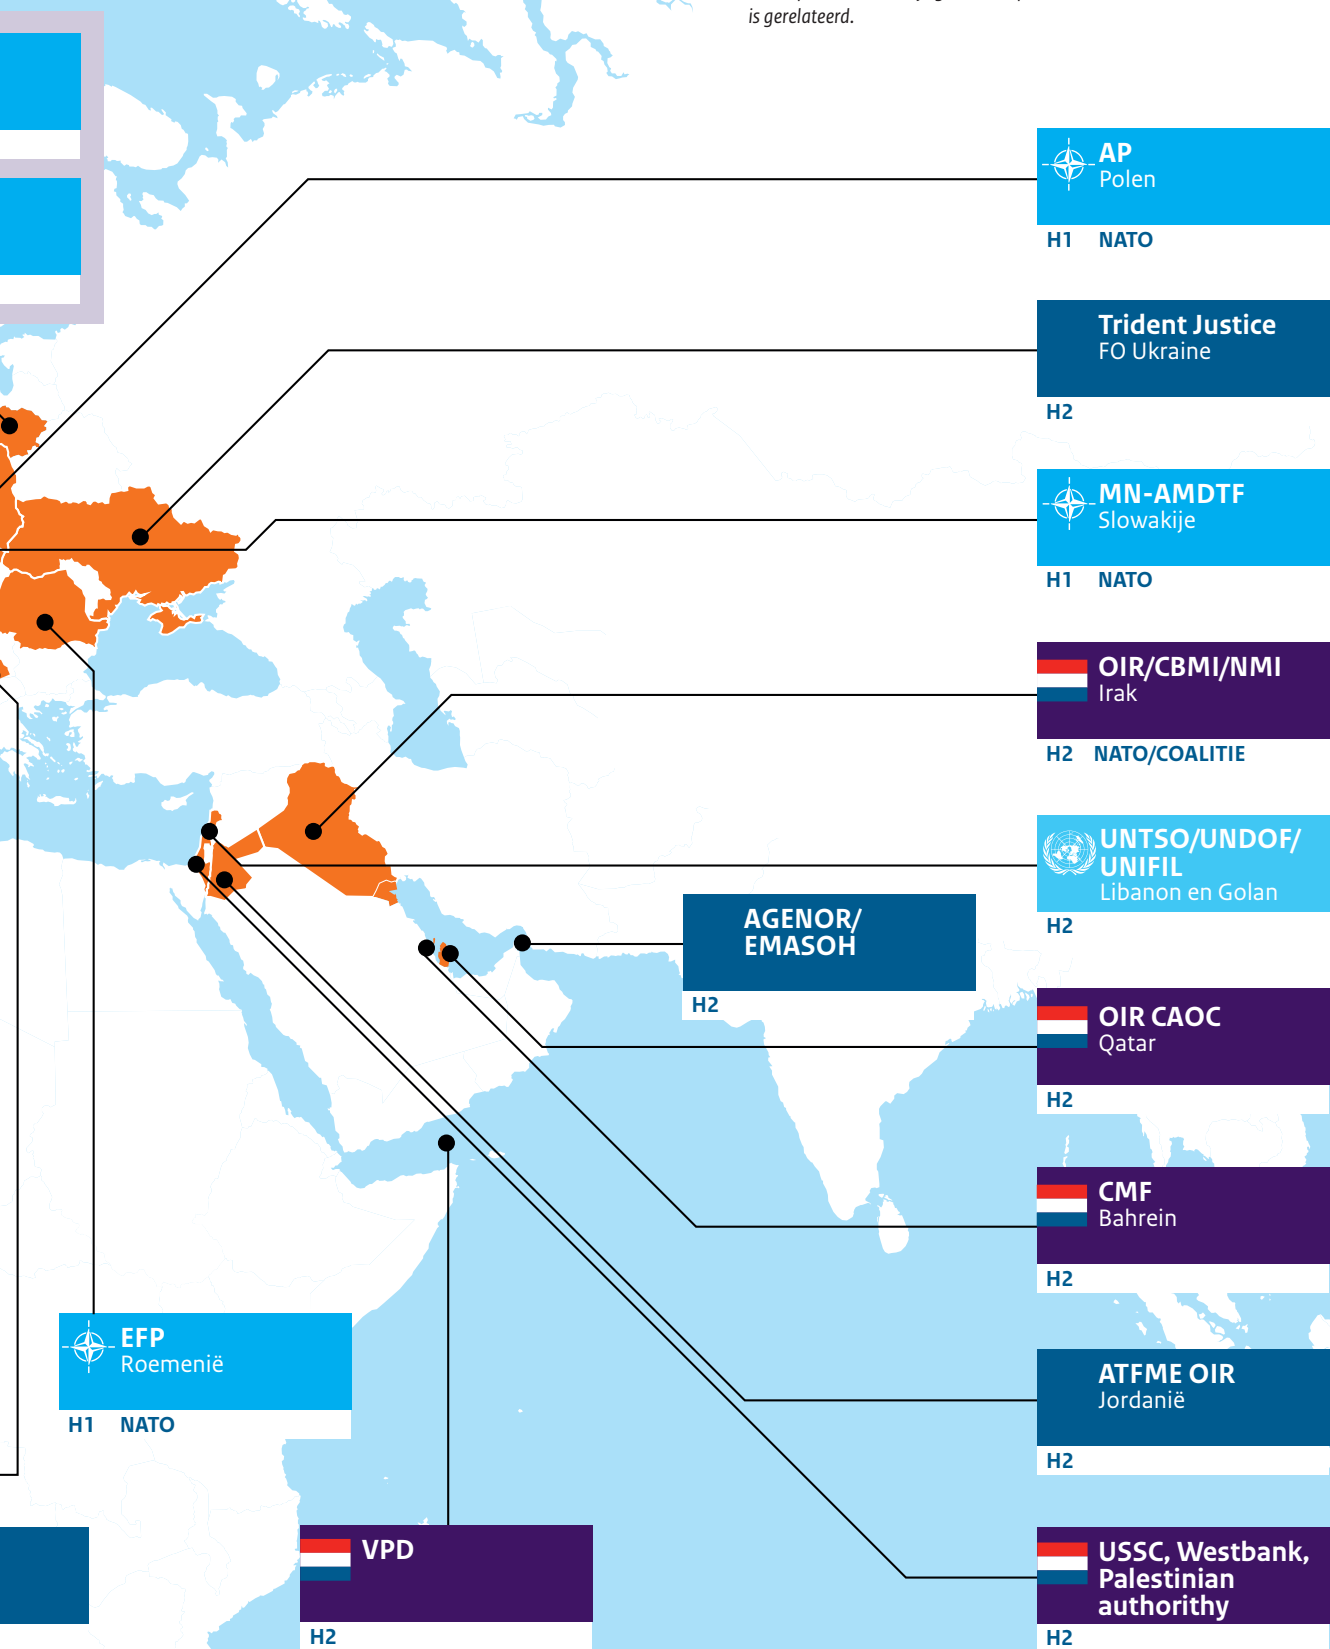 is gerelateerd.
AP
Polen
H1 NATO
Trident Justice
FO Ukraine
H2
MN-AMDTF
Slowakije
H1 NATO
OIR/CBMI/NMI
Irak
H2 NATO/COALITIE
UNTSO/UNDOF/
UNIFIL
Libanon en Golan
H2
AGENOR/
EMASOH
H2
OIR CAOC
Qatar
H2
CMF
Bahrein
H2
EFP
Roemenië
H1 NATO
ATFME OIR
Jordanië
H2
VPD
H2
USSC, Westbank,
Palestinian
authorithy
H2